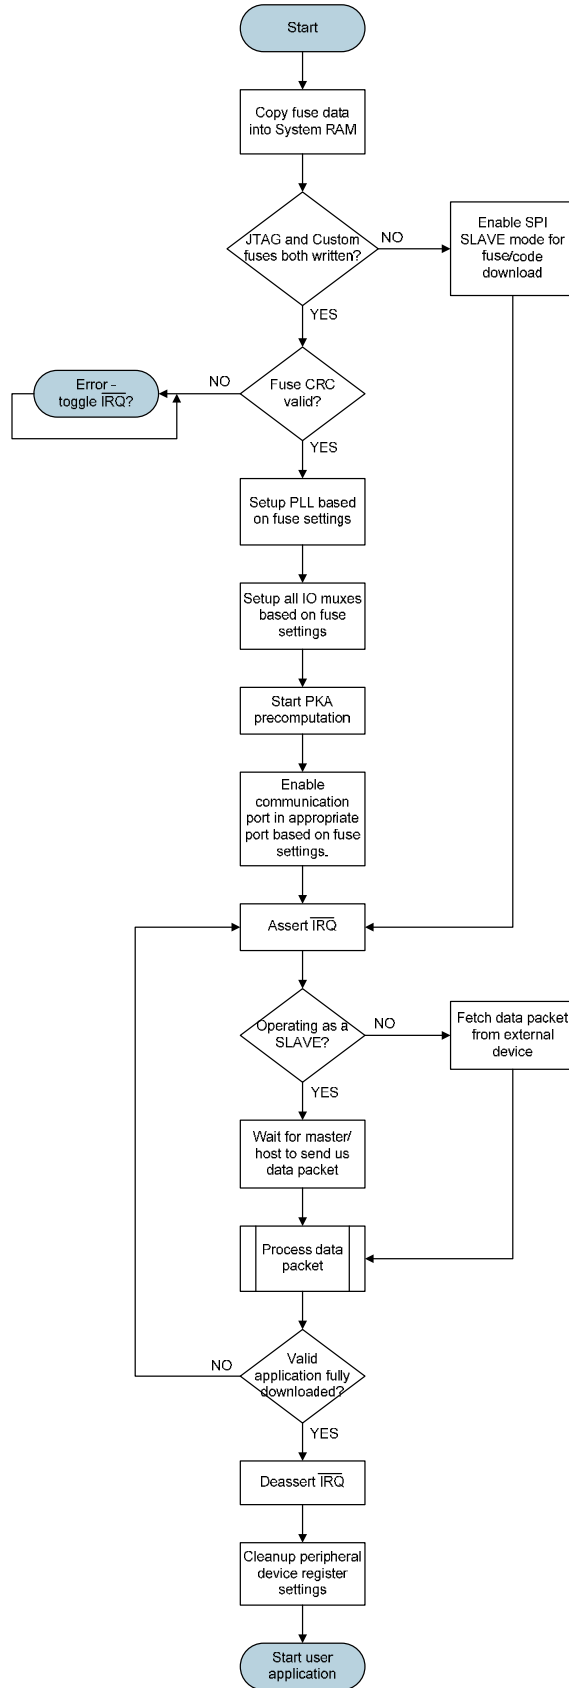 Start
Copy fuse data
into System RAM
JTAG and Custom
fuses both written?
NO
Enable SPI
SLAVE mode for
fuse/code
download
YES
Error -
toggle IRQ?
NO
Fuse CRC
valid?
YES
Setup PLL based
on fuse settings
Setup all IO muxes
based on fuse
settings
Start PKA
precomputation
Enable
communication
port in appropriate
port based on fuse
settings.
Assert IRQ
Operating as a
SLAVE?
NO
Fetch data packet
from external
device
YES
Wait for master/
host to send us
data packet
Process data
packet
NO
Valid
application fully
downloaded?
YES
Deassert IRQ
Cleanup peripheral
device register
settings
Start user
application